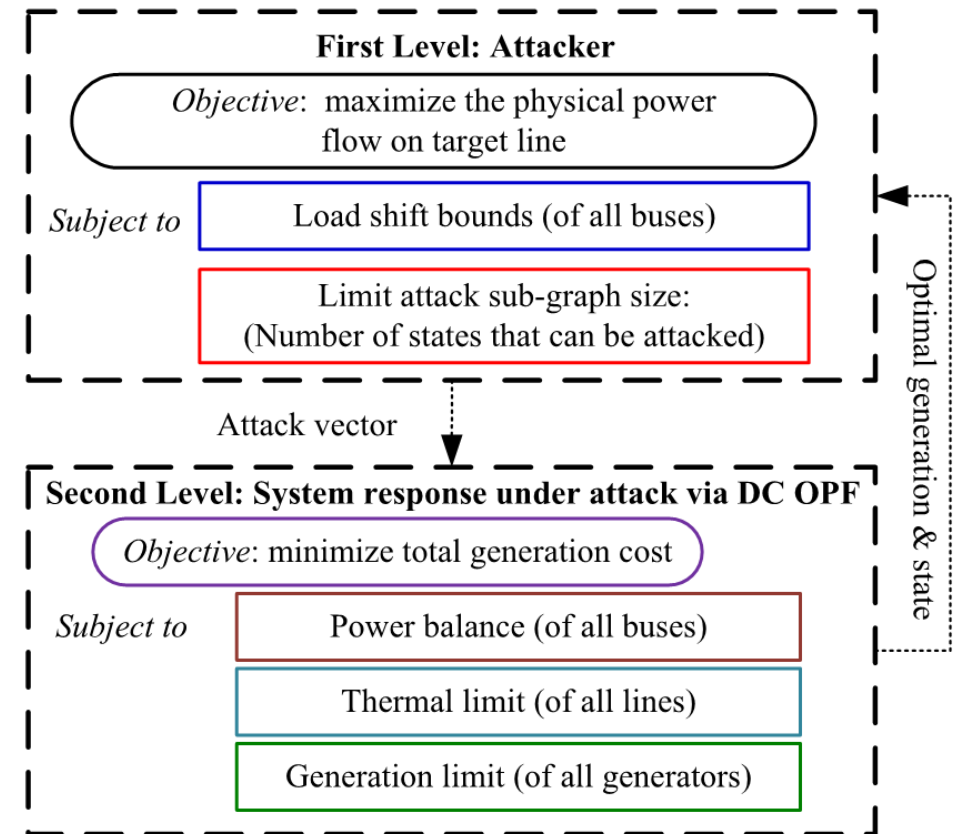 First Level: Attacker
Objective: maximize the physical power
flow on target line
Subject to
Load shift bounds (of all buses)
Limit attack sub-graph size:
(Number of states that can be attacked)
Attack vector
Optimal generation & state
Second Level: System response under attack via DC OPF
Objective: minimize total generation cost
Subject to
Power balance (of all buses)
Thermal limit (of all lines)
Generation limit (of all generators)